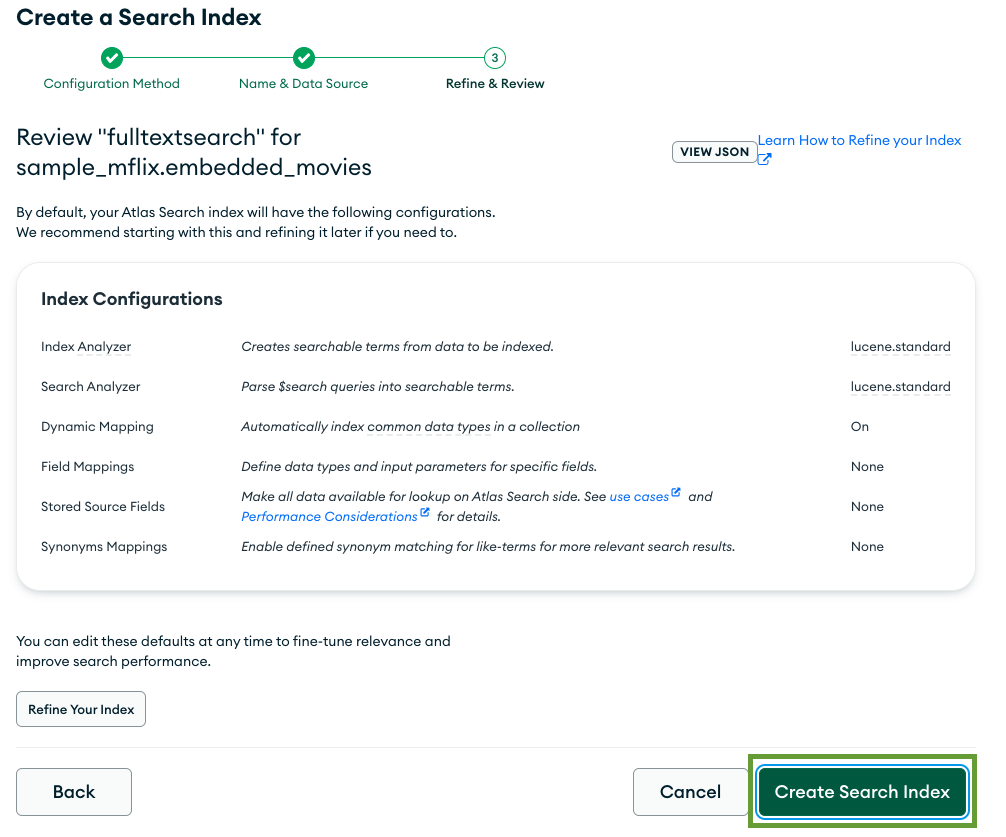 Create a Search Index
3
Configuration Method
Name & Data Source
Refine & Review
Review "fulltextsearch" for
sample_mflix.embedded_movies
VIEW JSON
Learn How to Refine your Index
By default, your Atlas Search index will have the following configurations.
We recommend starting with this and refining it later if you need to.
Index Configurations
Index Analyzer Creates searchable terms from data to be indexed. lucene.standard
Search Analyzer Parse $search queries into searchable terms. lucene.standard
Dynamic Mapping Automatically index common data types in a collection On
Field Mappings Define data types and input parameters for specific fields. None
Stored Source Fields Make all data available for lookup on Atlas Search side. See use cases and
Performance Considerations for details. None
Synonyms Mappings Enable defined synonym matching for like-terms for more relevant search results. None
You can edit these defaults at any time to fine-tune relevance and
improve search performance.
Refine Your Index
Back
Cancel
Create Search Index